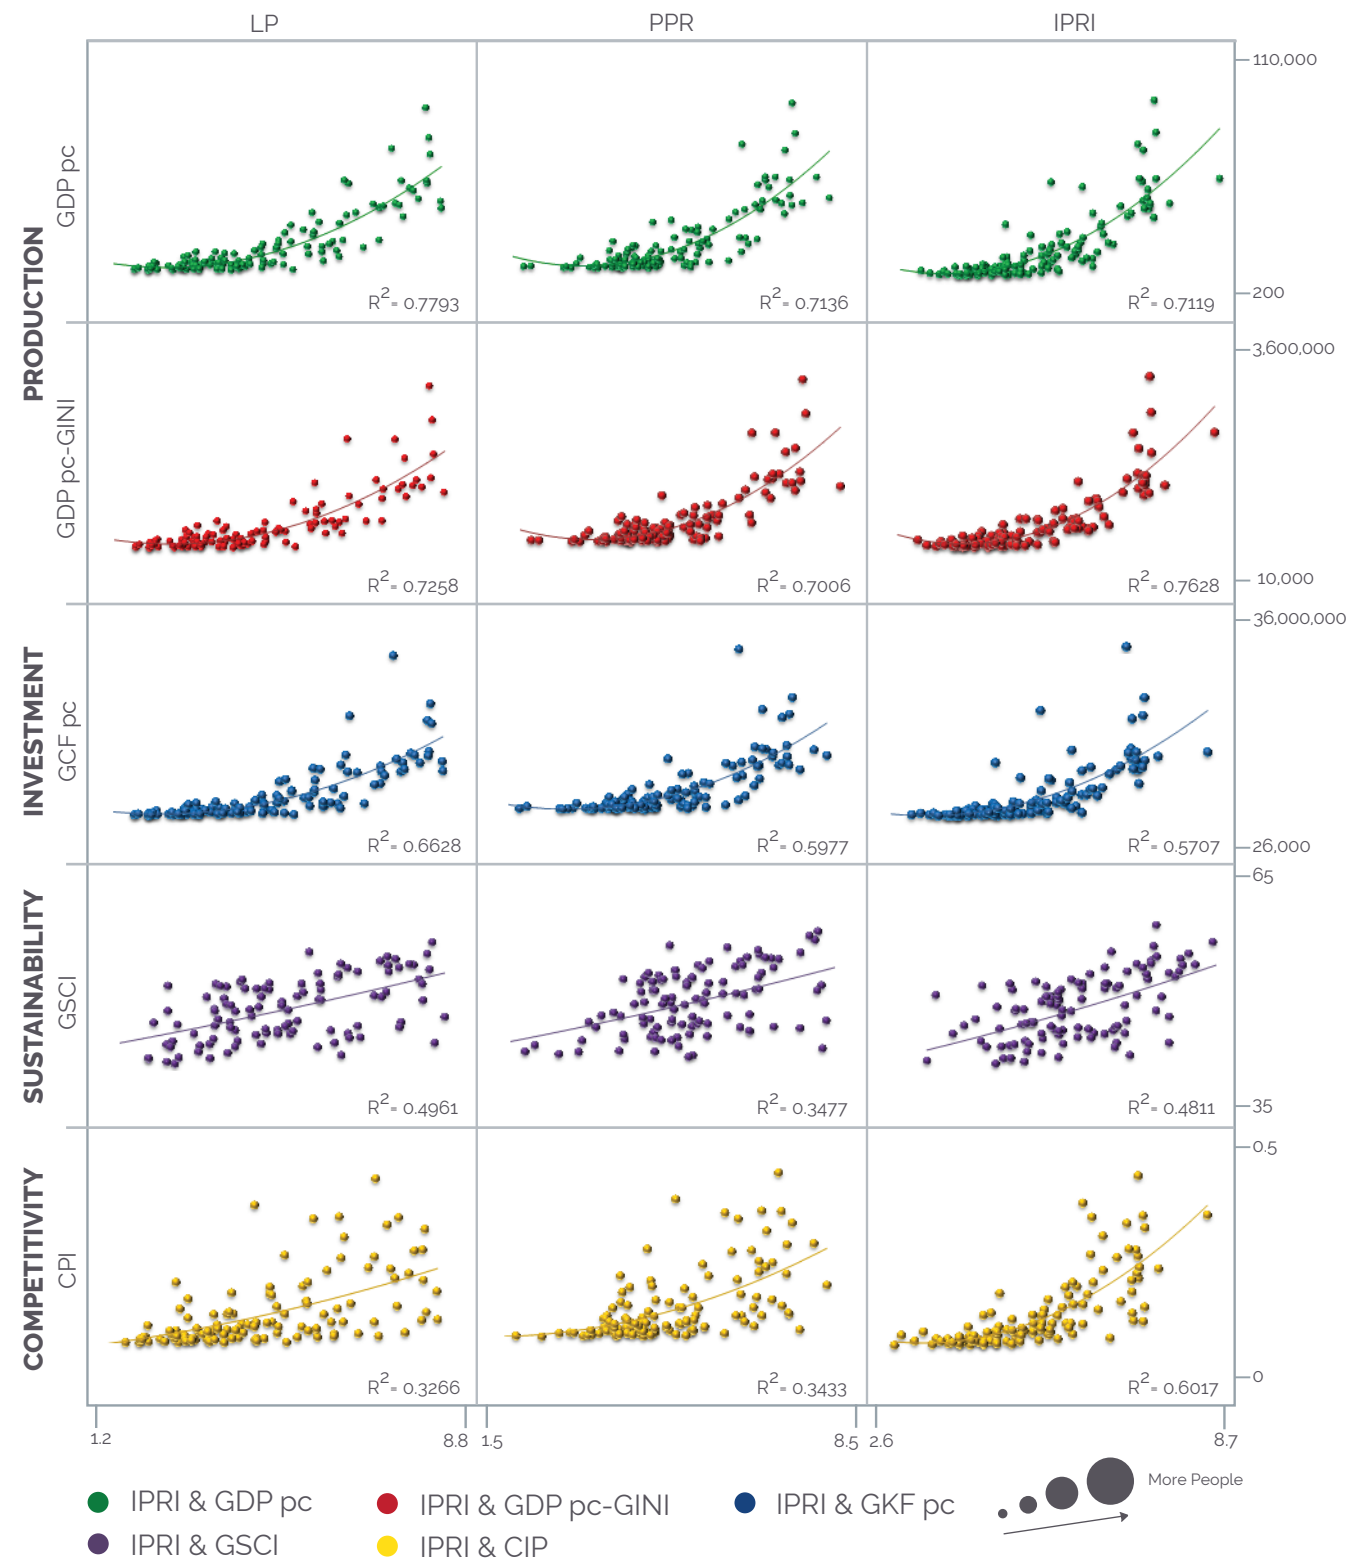 LP PPR IPRI
PRODUCTION
GDP pc
110,000
200
R2= 0.7793
R2= 0.7136
R2= 0.7119
GDP pc-GINI
3,600,000
10,000
R2= 0.7258
R2= 0.7006
R2= 0.7628
INVESTMENT
GCF pc
36,000,000
26,000
R2= 0.6628
R2= 0.5977
R2= 0.5707
SUSTAINABILITY
GSCI
65
35
R2= 0.4961
R2= 0.3477
R2= 0.4811
COMPETITIVITY
CPI
0.5
0
R2= 0.3266
R2= 0.3433
R2= 0.6017
1.2 8.8 1.5 8.5 2.6 8.7
IPRI & GDP pc
IPRI & GDP pc-GINI
IPRI & GKF pc
More People
IPRI & GSCI
IPRI & CIP